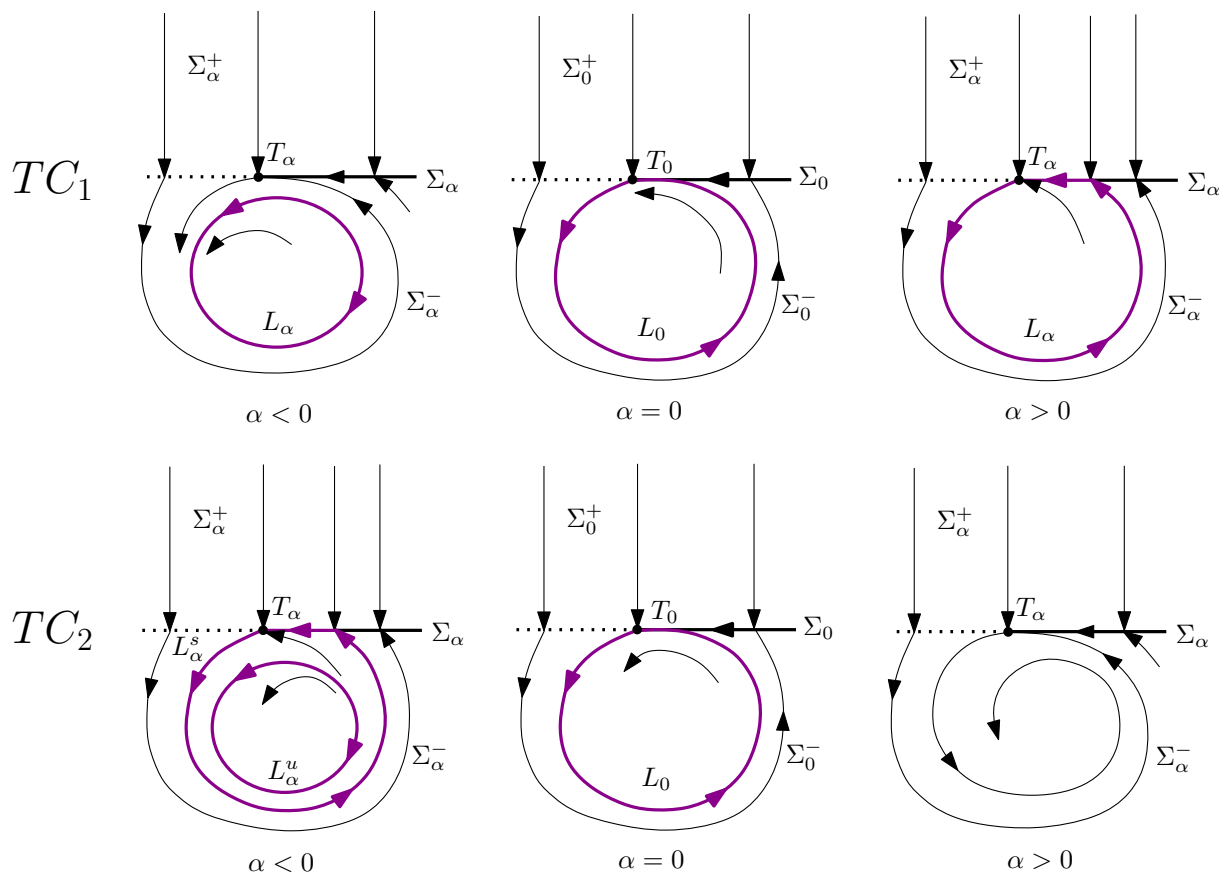 Σ_α^+ Σ_0^+ Σ_α^+
TC_1 T_α Σ_α T_0 Σ_0 T_α Σ_α
Σ_α^- Σ_0^- Σ_α^-
L_α L_0 L_α
α < 0 α = 0 α > 0
Σ_α^+ Σ_0^+ Σ_α^+
TC_2 T_α Σ_α T_0 Σ_0 T_α Σ_α
L_α^s
Σ_α^- Σ_0^- Σ_α^-
L_α^u L_0
α < 0 α = 0 α > 0